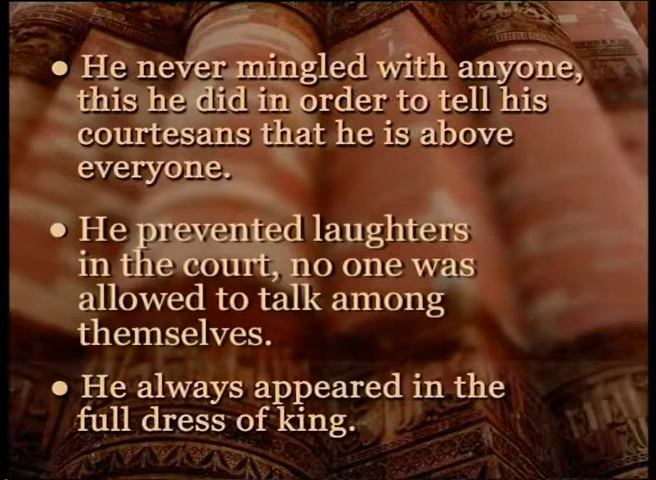 • He never mingled with anyone,
this he did in order to tell his
courtesans that he is above
everyone.
• He prevented laughters
in the court, no one was
allowed to talk among
themselves.
• He always appeared in the
full dress of king.